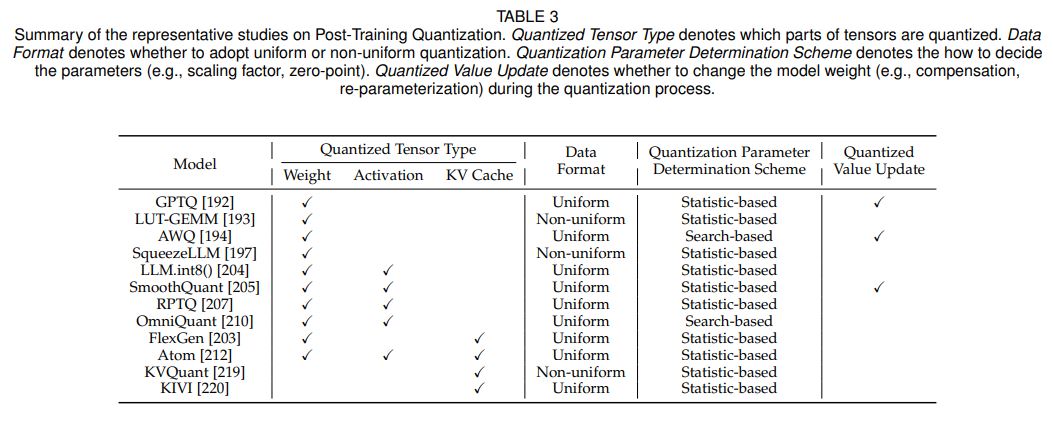 TABLE 3
Summary of the representative studies on Post-Training Quantization. Quantized Tensor Type denotes which parts of tensors are quantized. Data
Format denotes whether to adopt uniform or non-uniform quantization. Quantization Parameter Determination Scheme denotes the how to decide
the parameters (e.g., scaling factor, zero-point). Quantized Value Update denotes whether to change the model weight (e.g., compensation,
re-parameterization) during the quantization process.
Model | Quantized Tensor Type | Data Format | Quantization Parameter Determination Scheme | Quantized Value Update
Weight Activation KV Cache
GPTQ [192] ✓ Uniform Statistic-based ✓
LUT-GEMM [193] ✓ Non-uniform Statistic-based
AWQ [194] ✓ Uniform Search-based ✓
SqueezeLLM [197] ✓ Non-uniform Statistic-based
LLM.int8() [204] ✓ ✓ Uniform Statistic-based
SmoothQuant [205] ✓ ✓ Uniform Statistic-based ✓
RPTQ [207] ✓ ✓ Uniform Statistic-based
OmniQuant [210] ✓ ✓ Uniform Search-based
FlexGen [203] ✓ ✓ Uniform Statistic-based
Atom [212] ✓ ✓ ✓ Uniform Statistic-based
KVQuant [219] ✓ Non-uniform Statistic-based
KIVI [220] ✓ Uniform Statistic-based